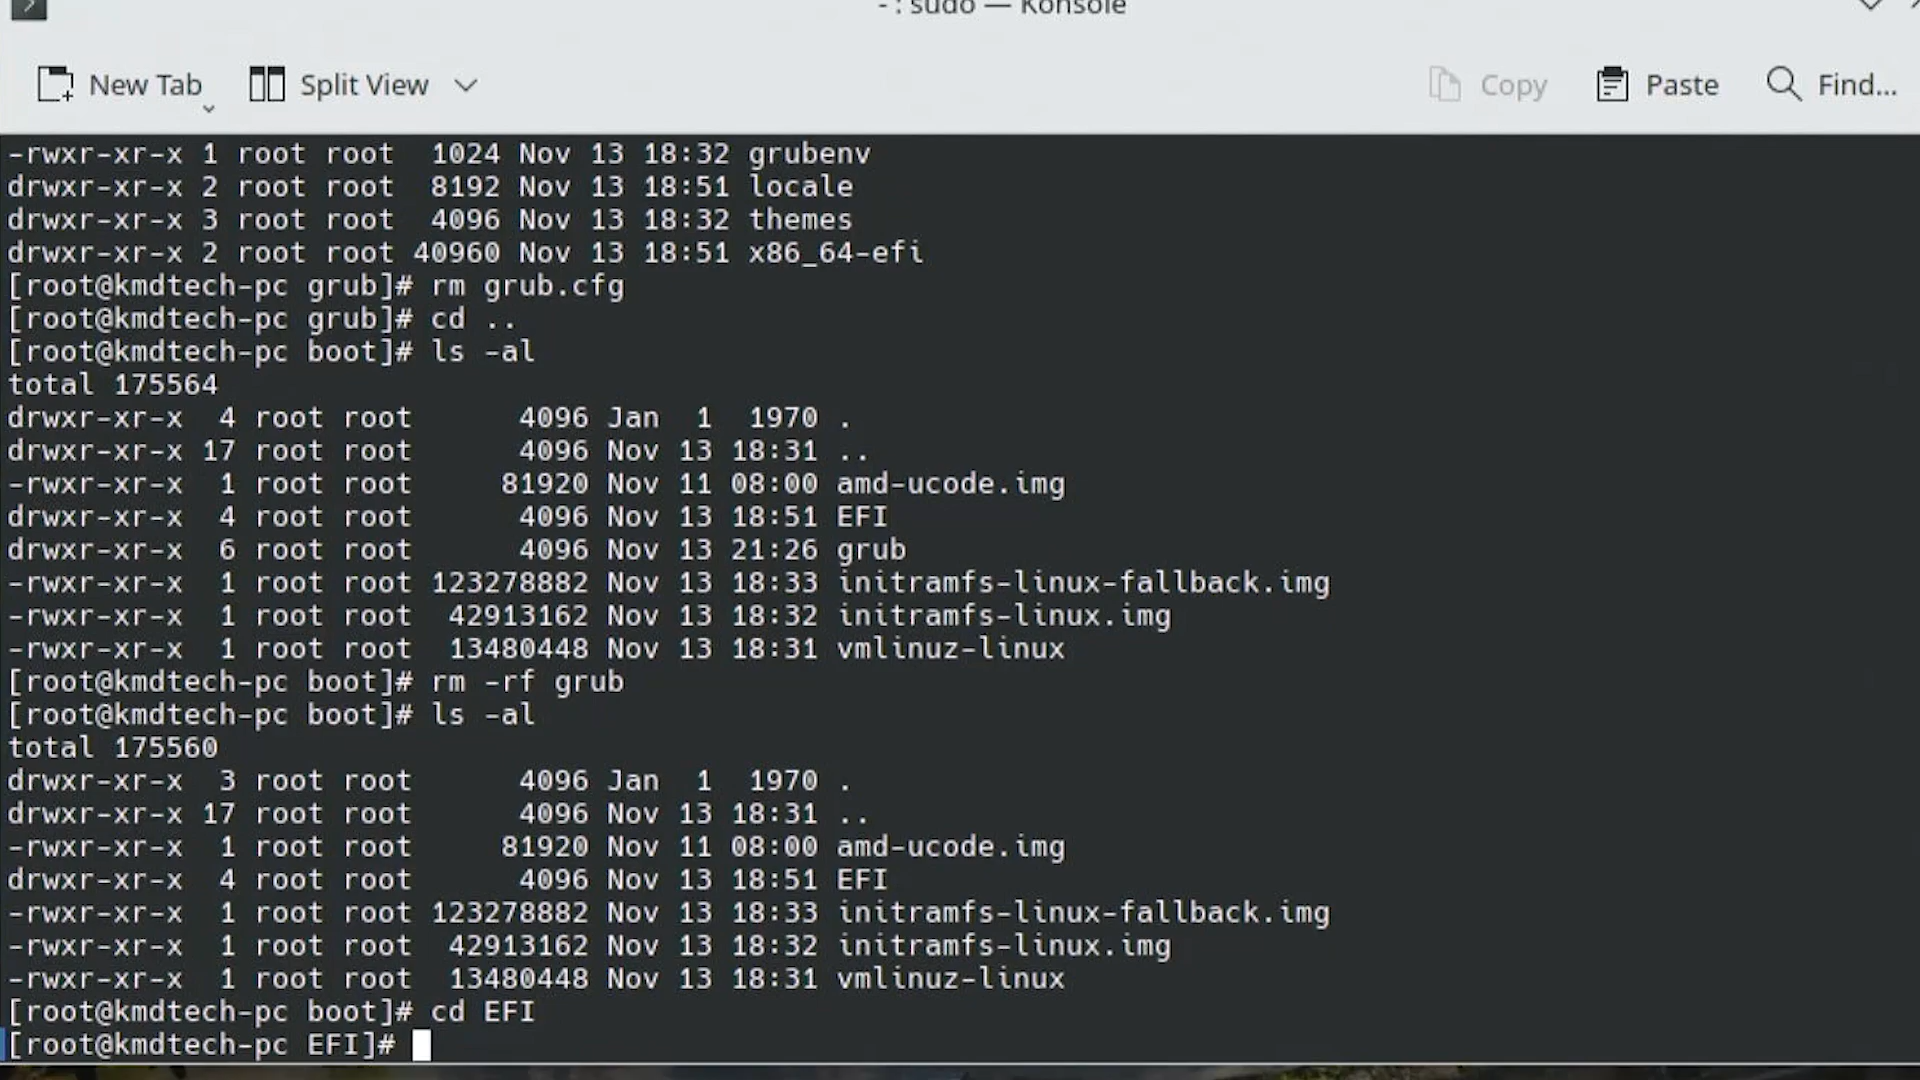 - : sudo — Konsole
New Tab Split View Copy Paste Find...
-rwxr-xr-x 1 root root  1024 Nov 13 18:32 grubenv
drwxr-xr-x 2 root root  8192 Nov 13 18:51 locale
drwxr-xr-x 3 root root  4096 Nov 13 18:32 themes
drwxr-xr-x 2 root root 40960 Nov 13 18:51 x86_64-efi
[root@kmdtech-pc grub]# rm grub.cfg
[root@kmdtech-pc grub]# cd ..
[root@kmdtech-pc boot]# ls -al
total 175564
drwxr-xr-x  4 root root      4096 Jan  1  1970 .
drwxr-xr-x 17 root root      4096 Nov 13 18:31 ..
-rwxr-xr-x  1 root root     81920 Nov 11 08:00 amd-ucode.img
drwxr-xr-x  4 root root      4096 Nov 13 18:51 EFI
drwxr-xr-x  6 root root      4096 Nov 13 21:26 grub
-rwxr-xr-x  1 root root 123278882 Nov 13 18:33 initramfs-linux-fallback.img
-rwxr-xr-x  1 root root  42913162 Nov 13 18:32 initramfs-linux.img
-rwxr-xr-x  1 root root  13480448 Nov 13 18:31 vmlinuz-linux
[root@kmdtech-pc boot]# rm -rf grub
[root@kmdtech-pc boot]# ls -al
total 175560
drwxr-xr-x  3 root root      4096 Jan  1  1970 .
drwxr-xr-x 17 root root      4096 Nov 13 18:31 ..
-rwxr-xr-x  1 root root     81920 Nov 11 08:00 amd-ucode.img
drwxr-xr-x  4 root root      4096 Nov 13 18:51 EFI
-rwxr-xr-x  1 root root 123278882 Nov 13 18:33 initramfs-linux-fallback.img
-rwxr-xr-x  1 root root  42913162 Nov 13 18:32 initramfs-linux.img
-rwxr-xr-x  1 root root  13480448 Nov 13 18:31 vmlinuz-linux
[root@kmdtech-pc boot]# cd EFI
[root@kmdtech-pc EFI]#